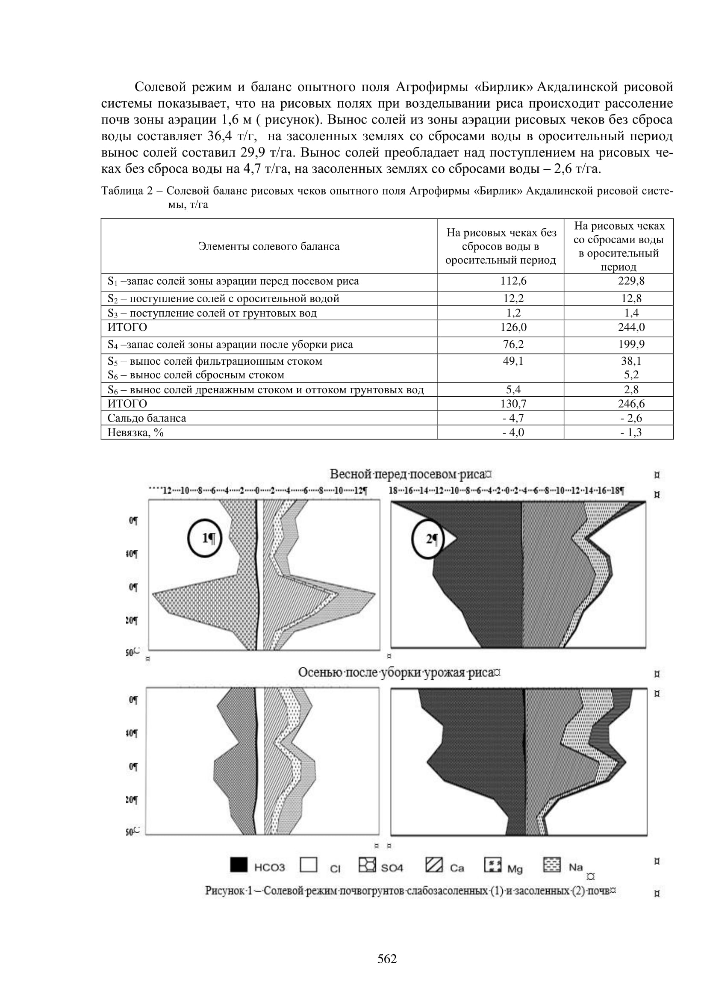 Солевой режим и баланс опытного поля Агрофирмы «Бирлик» Акдалинской рисовой
системы показывает, что на рисовых полях при возделывании риса происходит рассоление
почв зоны аэрации 1,6 м ( рисунок). Вынос солей из зоны аэрации рисовых чеков без сброса
воды составляет 36,4 т/г, на засоленных землях со сбросами воды в оросительный период
вынос солей составил 29,9 т/га. Вынос солей преобладает над поступлением на рисовых че-
ках без сброса воды на 4,7 т/га, на засоленных землях со сбросами воды – 2,6 т/га.
Таблица 2 – Солевой баланс рисовых чеков опытного поля Агрофирмы «Бирлик» Акдалинской рисовой систе-
мы, т/га
Элементы солевого баланса
На рисовых чеках без
сбросов воды в
оросительный период
На рисовых чеках
со сбросами воды
в оросительный
период
S1 –запас солей зоны аэрации перед посевом риса 112,6 229,8
S2 – поступление солей с оросительной водой 12,2 12,8
S3 – поступление солей от грунтовых вод 1,2 1,4
ИТОГО 126,0 244,0
S4 –запас солей зоны аэрации после уборки риса 76,2 199,9
S5 – вынос солей фильтрационным стоком 49,1 38,1
S6 – вынос солей сбросным стоком 5,2
S6 – вынос солей дренажным стоком и оттоком грунтовых вод 5,4 2,8
ИТОГО 130,7 246,6
Сальдо баланса - 4,7 - 2,6
Невязка, % - 4,0 - 1,3
Весной·перед·посевом·риса¤ ¤
····12····10···8····6····4·····2····0·····2·····4······6·····8·····10·····12¶ 18···16···14···12···10···8···6···4··2··0··2··4···6···8···10···12··14··16··18¶ ¤
0¶
1¶
2¶
40¶
0¶
20¶
60
¤ ¤
Осенью·после·уборки·урожая·риса¤ ¤
0¶ ¤
40¶
0¶
20¶
60
¤ ¤
HCO3 Cl SO4 Ca Mg Na ¤ ¤
Рисунок·1·–·Солевой·режим·почвогрунтов·слабозасоленных·(1)·и·засоленных·(2)·почв¤ ¤
562